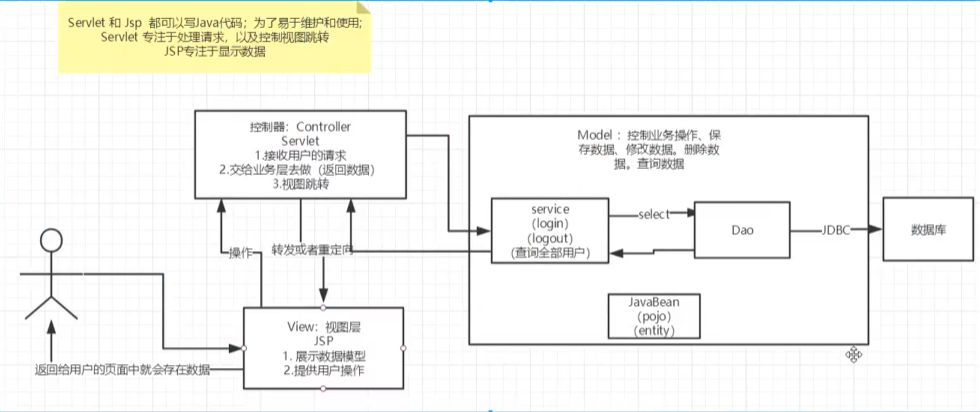 Servlet 和 Jsp 都可以写Java代码；为了易于维护和使用;
Servlet 专注于处理请求，以及控制视图跳转
JSP专注于显示数据
控制器：Controller
Servlet
1.接收用户的请求
2.交给业务层去做（返回数据）
3.视图跳转
Model ：控制业务操作、保
存数据、修改数据。删除数
据。查询数据
service
(login)
(logout)
(查询全部用户)
select
Dao
JDBC
数据库
操作
转发或者重定向
JavaBean
(pojo)
(entity)
View：视图层
JSP
1. 展示数据模型
2.提供用户操作
返回给用户的页面中就会存在数据